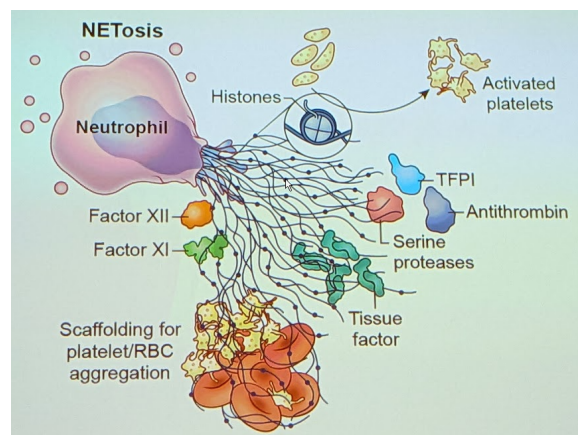 NETosis
Histones
Activated
platelets
Neutrophil
TFPI
Antithrombin
Factor XII
Serine
proteases
Factor XI
Tissue
factor
Scaffolding for
platelet/RBC
aggregation